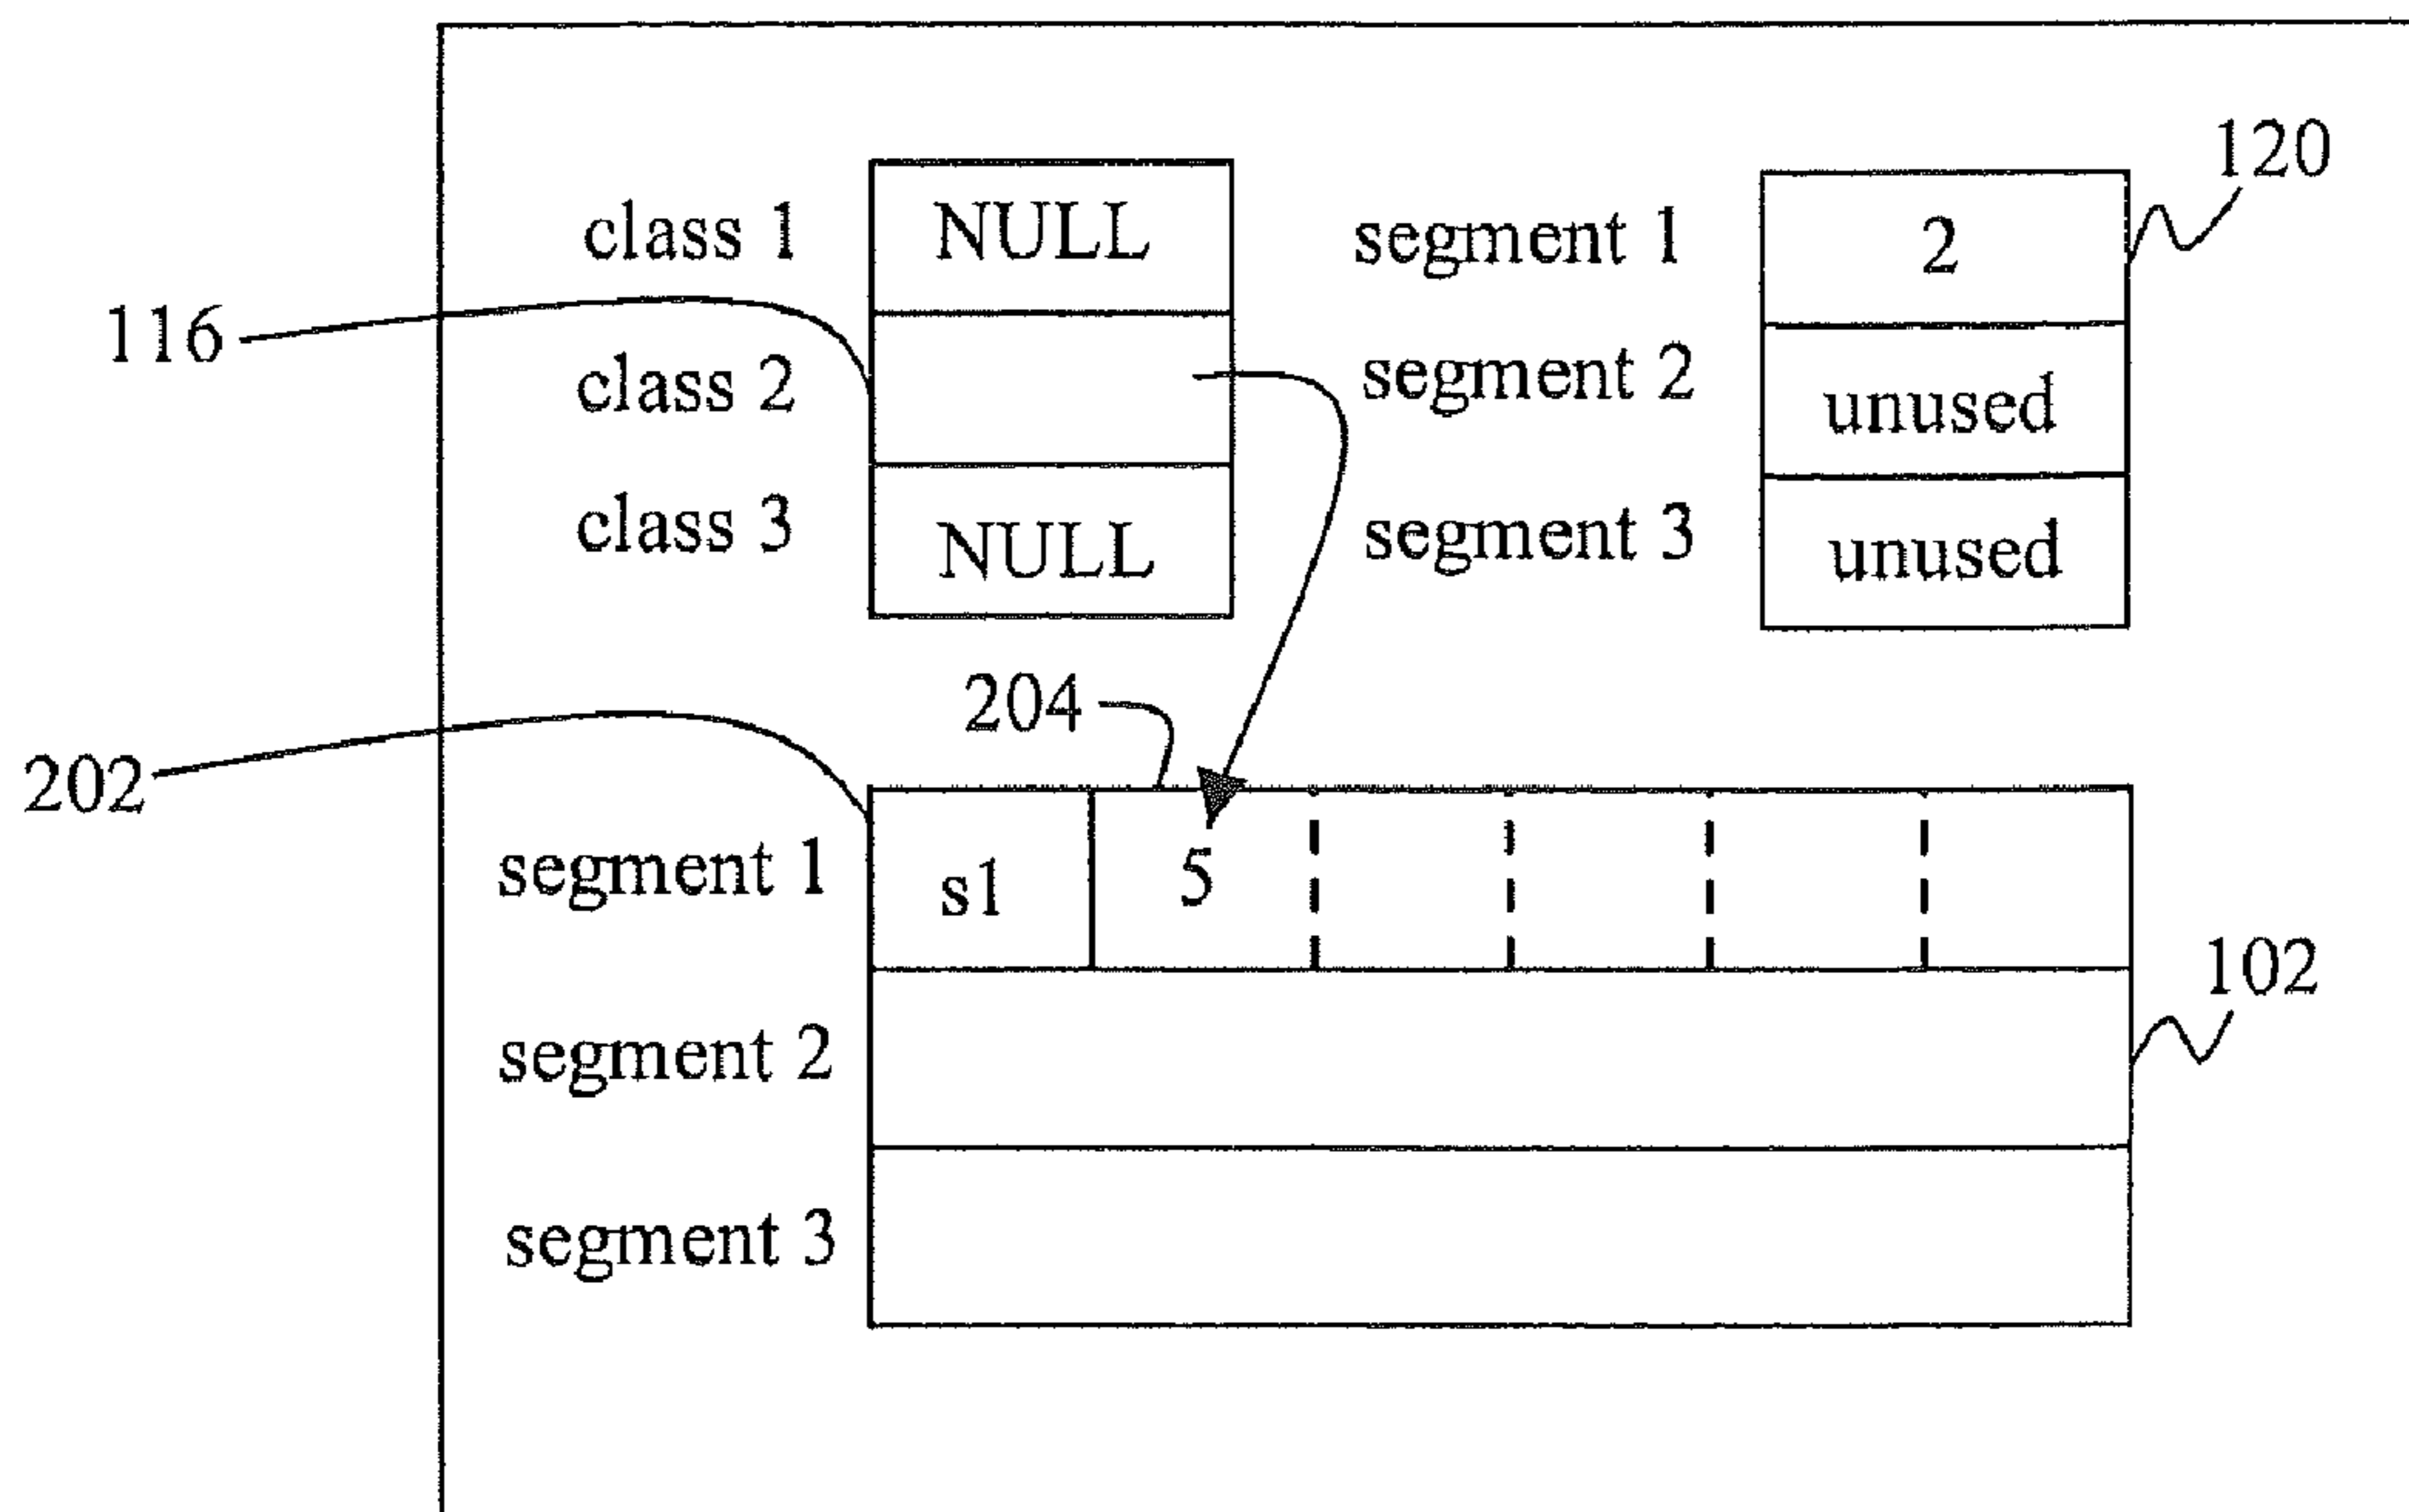 120
class 1 NULL segment 1 2
116
class 2 segment 2 unused
class 3 NULL segment 3 unused
204
202
segment 1 s1 5
102
segment 2
segment 3